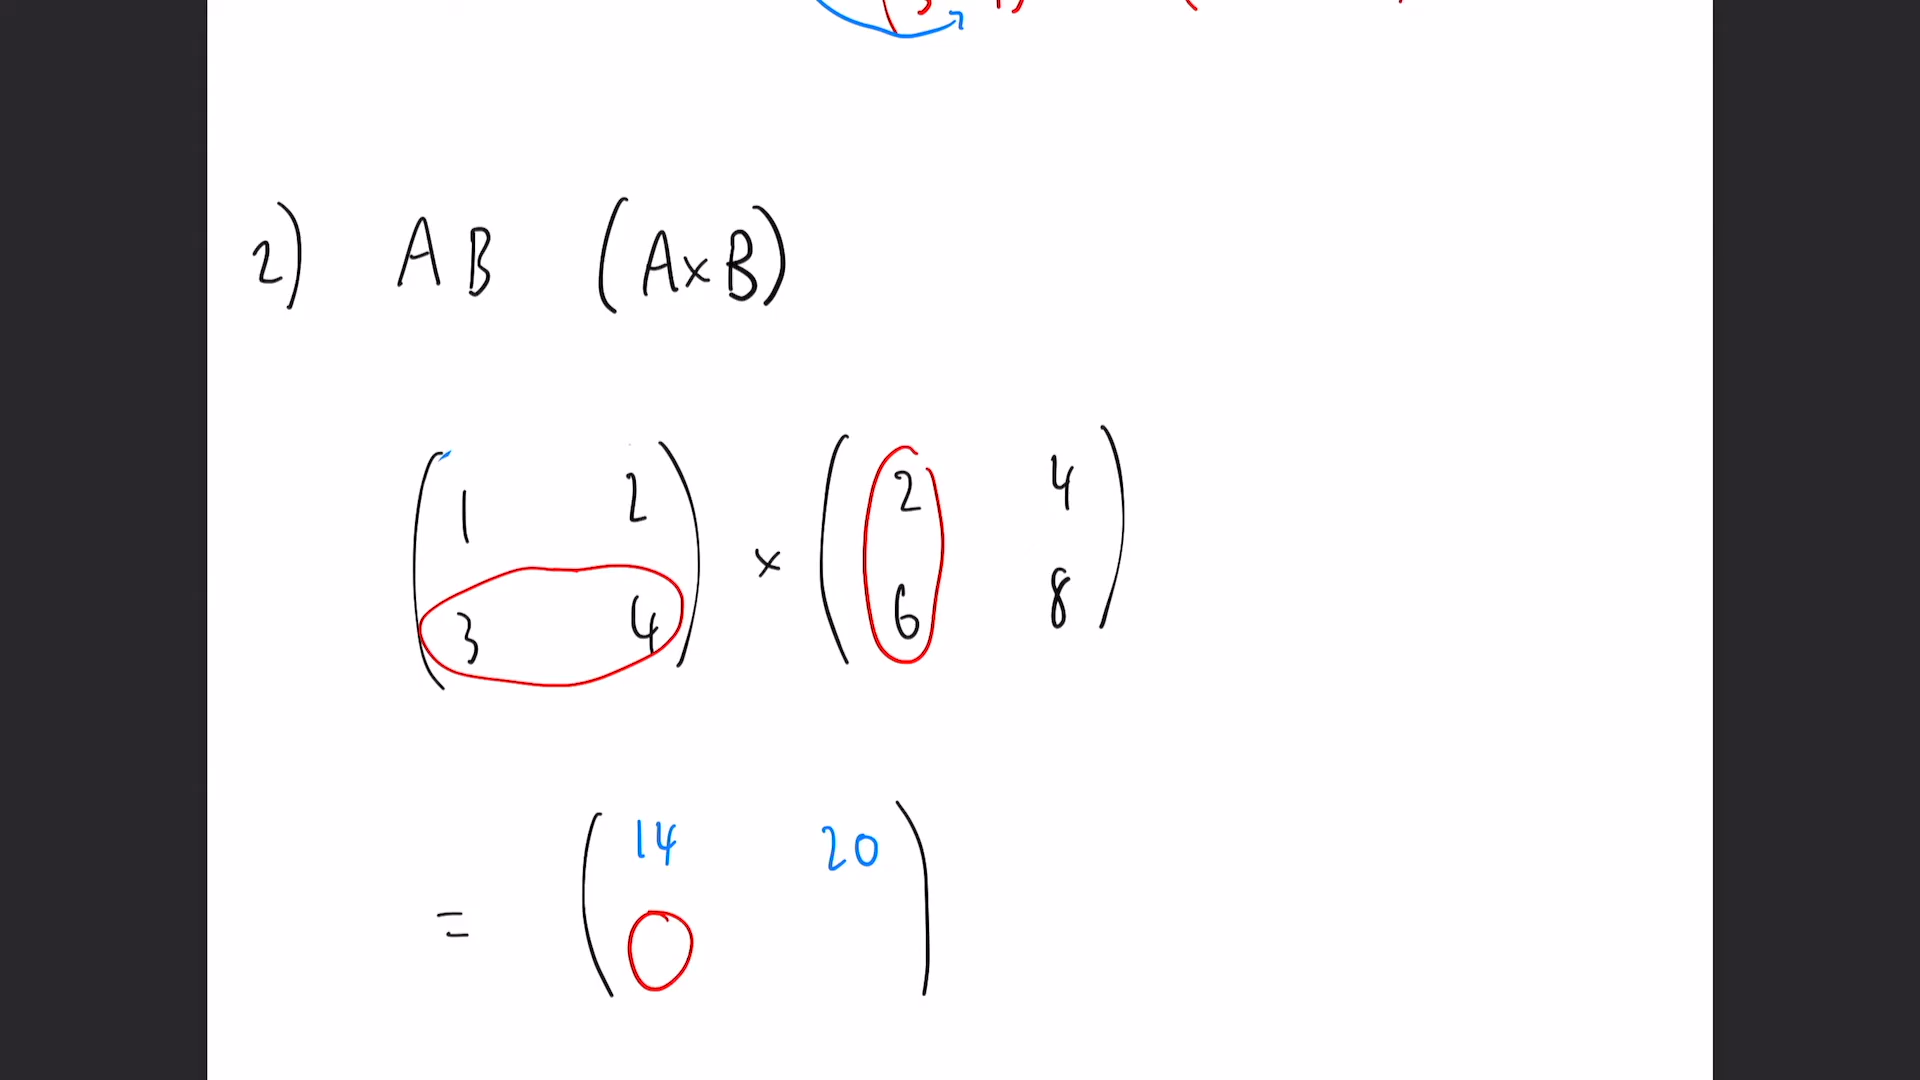 2) AB (A×B)
( 1 2 ) × ( 2 4 )
( 3 4 ) ( 6 8 )
= ( 14 20 )